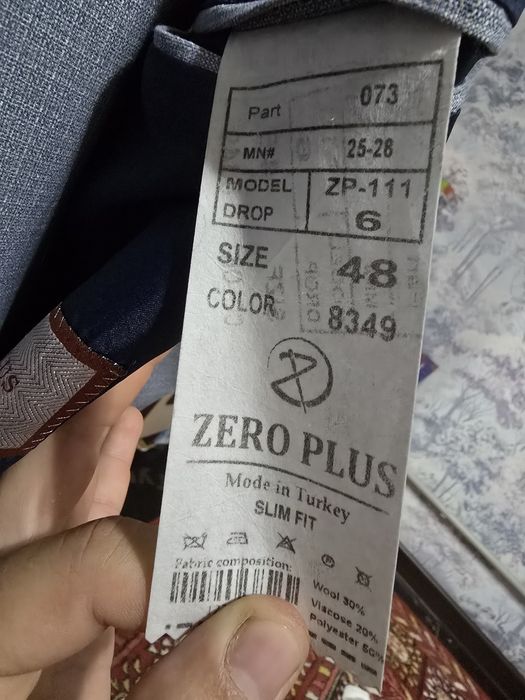 Part 073
MN# 25-28
MODEL ZP-111
DROP 6
SIZE 48
COLOR 8349
ZERO PLUS
Mode in Turkey
SLIM FIT
Fabric composition:
Wool 30%
Viscose 20%
Polyester 50%